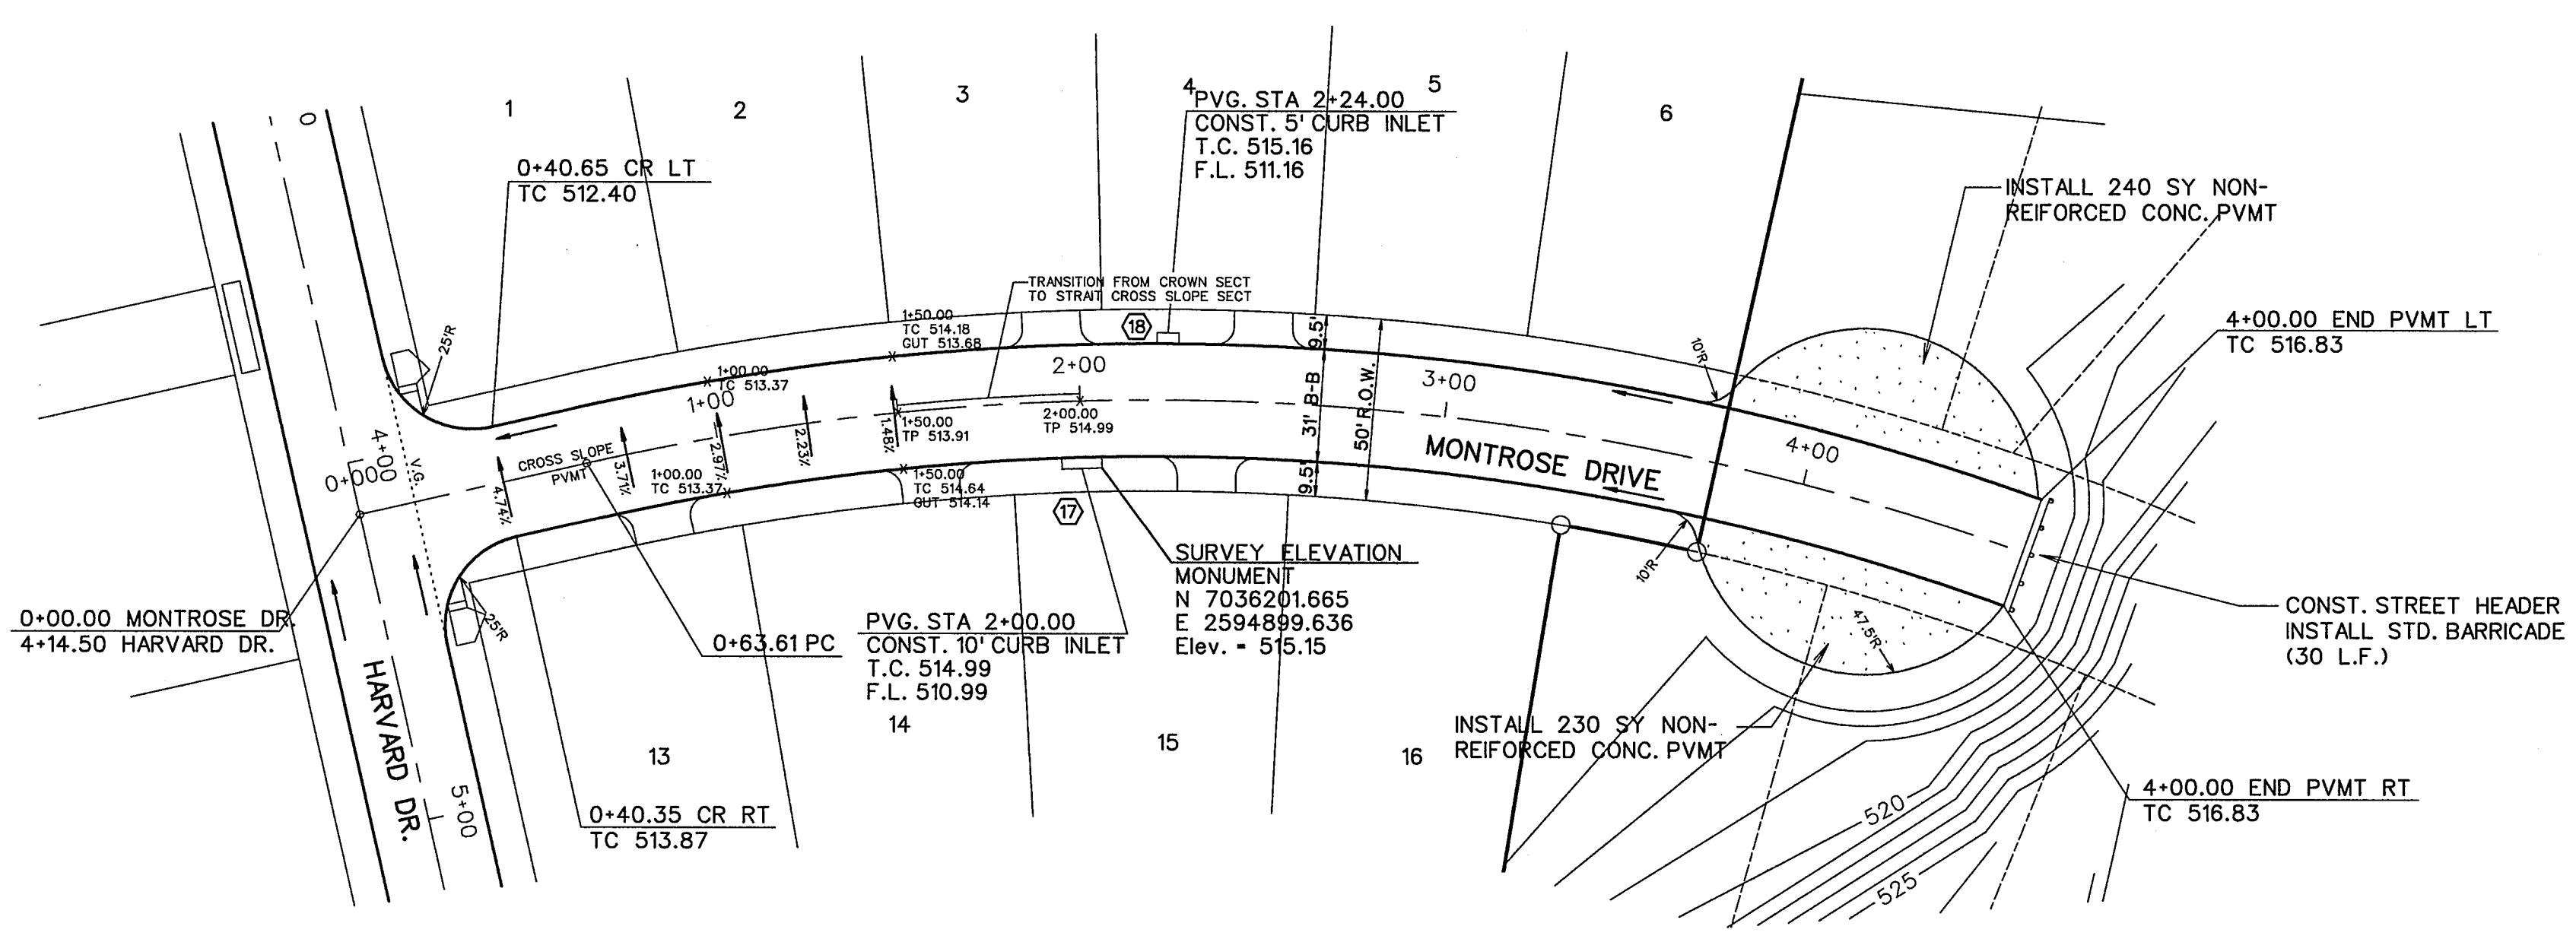 1
2
3
4
5
6
PVG. STA 2+24.00
CONST. 5' CURB INLET
T.C. 515.16
F.L. 511.16
0
0+40.65 CR LT
TC 512.40
INSTALL 240 SY NON-
REIFORCED CONC. PVMT
TRANSITION FROM CROWN SECT
TO STRAIT CROSS SLOPE SECT
4+00.00 END PVMT LT
TC 516.83
25'R
1+50.00
TC 514.18
GUT 513.68
18
9.5'
10'R
1+00.00
TC 513.37
1+00
2+00
3+00
4+00
31' B-B
50' R.O.W.
1+50.00
TP 513.91
2+00.00
TP 514.99
MONTROSE DRIVE
4+00
0+000
V.G.
CROSS SLOPE
PVMT
4.74%
3.71%
2.97%
2.23%
1.48%
1+00.00
TC 513.37
1+50.00
TC 514.64
GUT 514.14
9.5'
17
10'R
47.5'R
25'R
SURVEY ELEVATION
MONUMENT
N 7036201.665
E 2594899.636
Elev. = 515.15
CONST. STREET HEADER
INSTALL STD. BARRICADE
(30 L.F.)
0+00.00 MONTROSE DR.
4+14.50 HARVARD DR.
0+63.61 PC
PVG. STA 2+00.00
CONST. 10' CURB INLET
T.C. 514.99
F.L. 510.99
HARVARD DR.
5+00
13
14
15
16
INSTALL 230 SY NON-
REIFORCED CONC. PVMT
0+40.35 CR RT
TC 513.87
4+00.00 END PVMT RT
TC 516.83
520
525